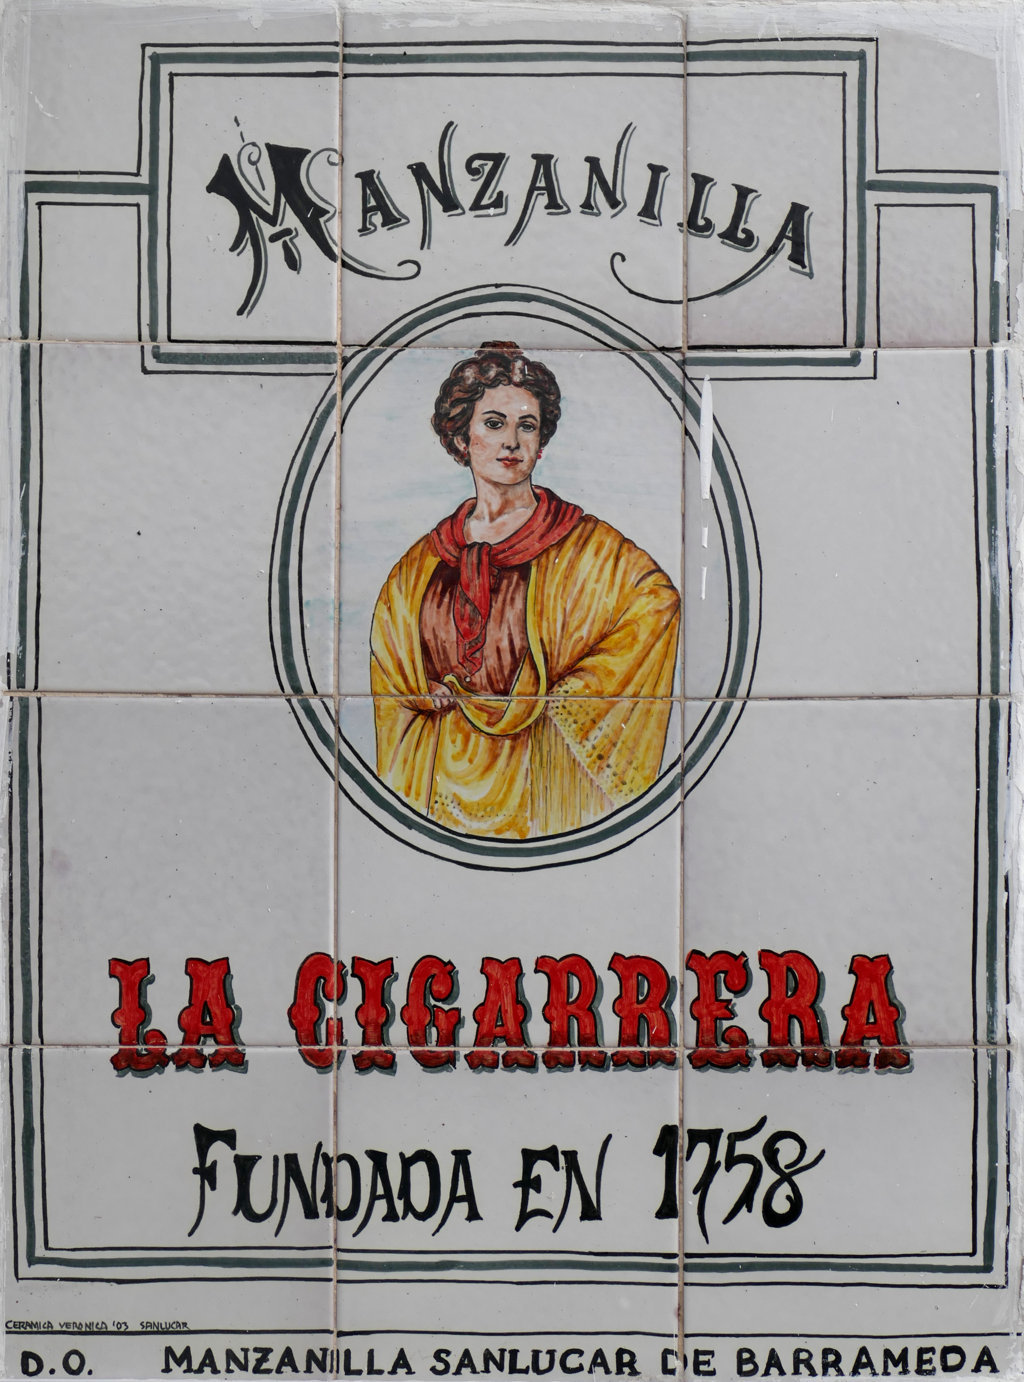 MANZANILLA
LA CIGARRERA
FUNDADA EN 1758
CERAMICA VERONICA '03 SANLUCAR
D.O. MANZANILLA SANLUCAR DE BARRAMEDA